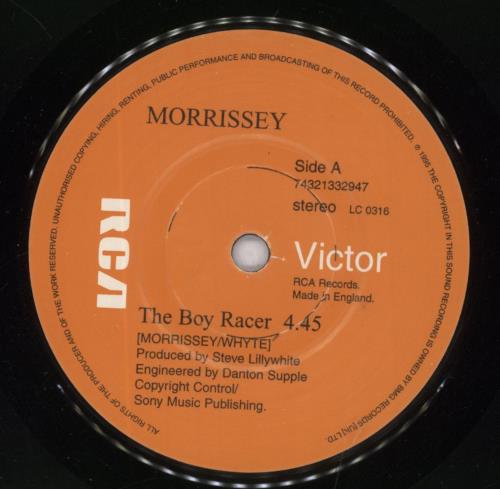 ALL RIGHTS OF THE PRODUCER AND OF THE WORK RESERVED. UNAUTHORISED COPYING, HIRING, RENTING, PUBLIC PERFORMANCE AND BROADCASTING OF THIS RECORD PROHIBITED. ℗ 1995 THE COPYRIGHT IN THIS SOUND RECORDING IS OWNED BY BMG RECORDS (UK) LTD.
MORRISSEY
Side A
74321332947
stereo LC 0316
RCA
Victor
RCA Records.
Made in England.
The Boy Racer 4.45
[MORRISSEY/WHYTE]
Produced by Steve Lillywhite
Engineered by Danton Supple
Copyright Control/
Sony Music Publishing.